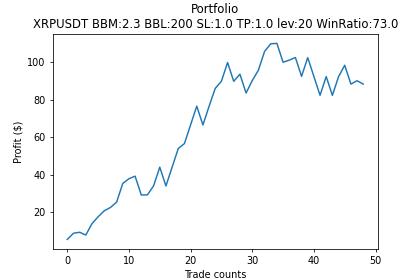 Portfolio
XRPUSDT BBM:2.3 BBL:200 SL:1.0 TP:1.0 lev:20 WinRatio:73.0
100
80
60
40
20
Profit ($)
0
10
20
30
40
50
Trade counts